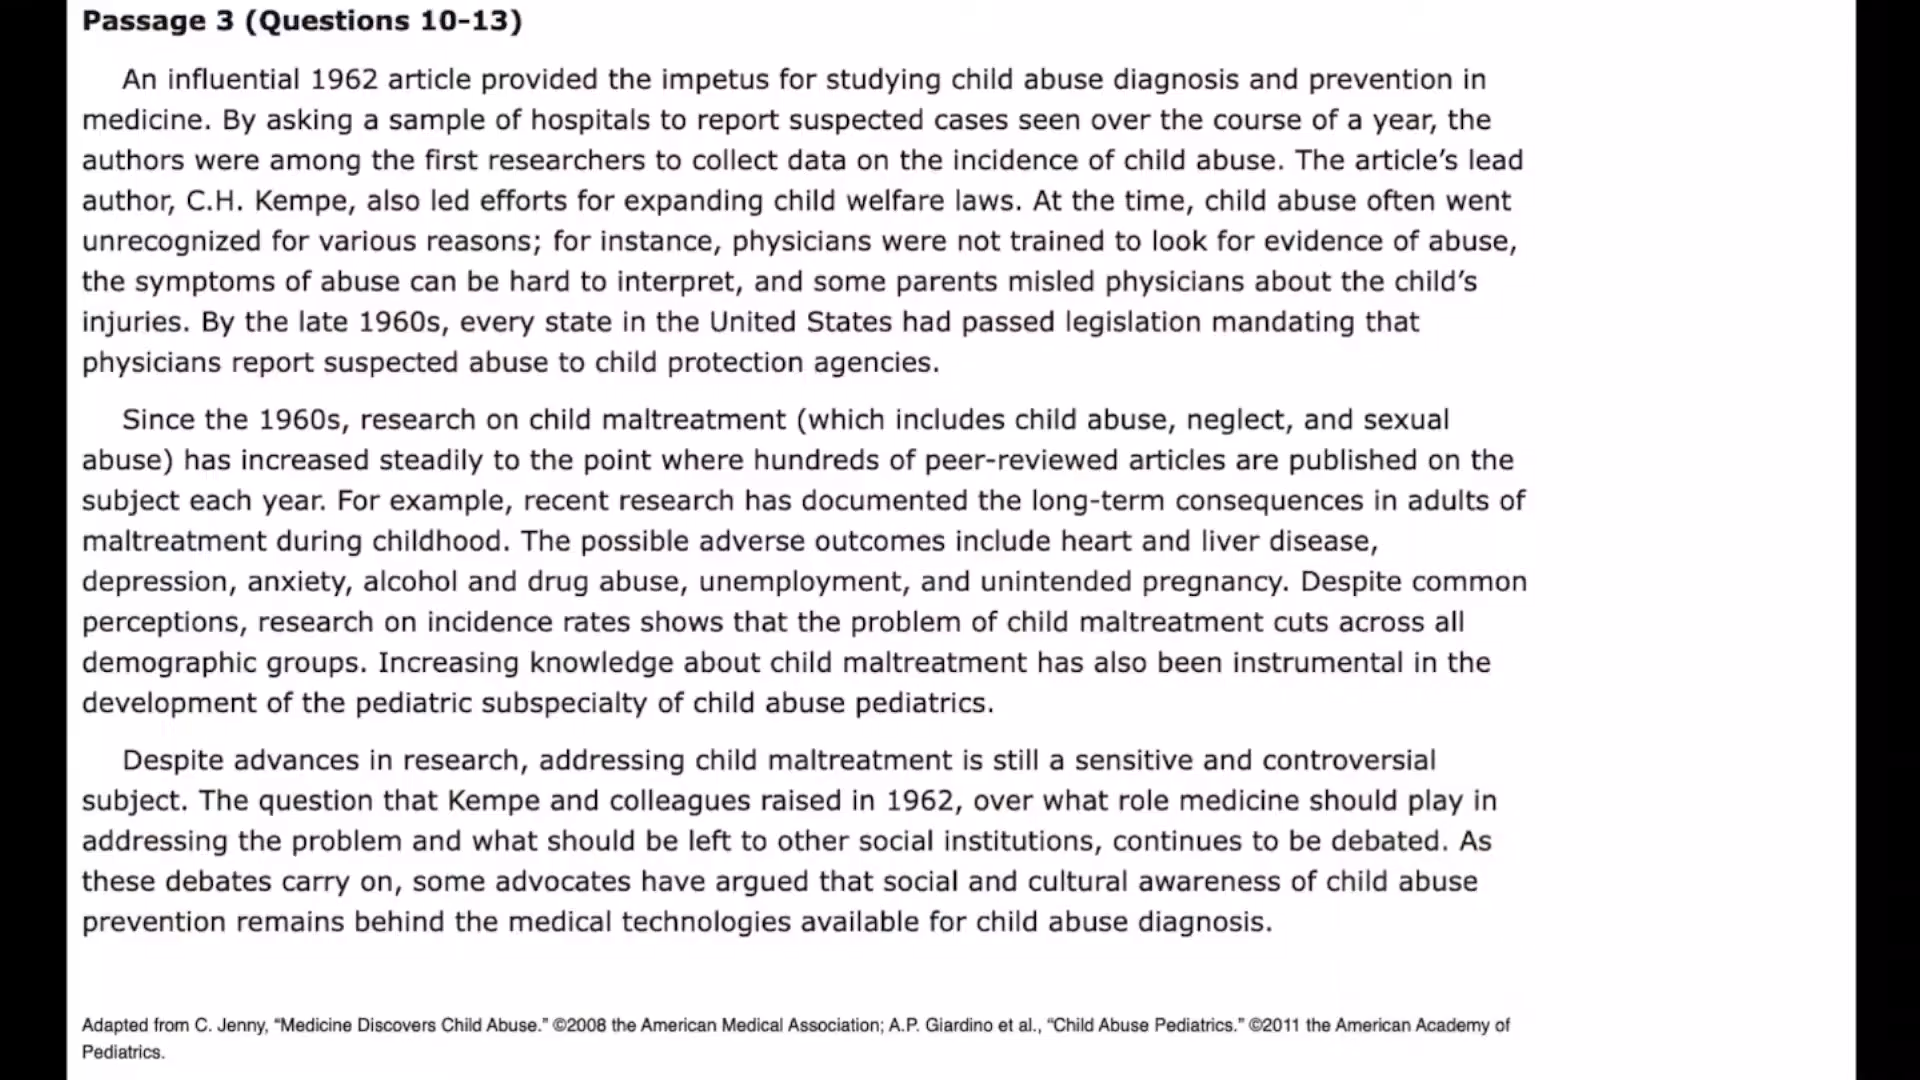 Passage 3 (Questions 10-13)
An influential 1962 article provided the impetus for studying child abuse diagnosis and prevention in
medicine. By asking a sample of hospitals to report suspected cases seen over the course of a year, the
authors were among the first researchers to collect data on the incidence of child abuse. The article’s lead
author, C.H. Kempe, also led efforts for expanding child welfare laws. At the time, child abuse often went
unrecognized for various reasons; for instance, physicians were not trained to look for evidence of abuse,
the symptoms of abuse can be hard to interpret, and some parents misled physicians about the child’s
injuries. By the late 1960s, every state in the United States had passed legislation mandating that
physicians report suspected abuse to child protection agencies.
Since the 1960s, research on child maltreatment (which includes child abuse, neglect, and sexual
abuse) has increased steadily to the point where hundreds of peer-reviewed articles are published on the
subject each year. For example, recent research has documented the long-term consequences in adults of
maltreatment during childhood. The possible adverse outcomes include heart and liver disease,
depression, anxiety, alcohol and drug abuse, unemployment, and unintended pregnancy. Despite common
perceptions, research on incidence rates shows that the problem of child maltreatment cuts across all
demographic groups. Increasing knowledge about child maltreatment has also been instrumental in the
development of the pediatric subspecialty of child abuse pediatrics.
Despite advances in research, addressing child maltreatment is still a sensitive and controversial
subject. The question that Kempe and colleagues raised in 1962, over what role medicine should play in
addressing the problem and what should be left to other social institutions, continues to be debated. As
these debates carry on, some advocates have argued that social and cultural awareness of child abuse
prevention remains behind the medical technologies available for child abuse diagnosis.
Adapted from C. Jenny, “Medicine Discovers Child Abuse.” ©2008 the American Medical Association; A.P. Giardino et al., “Child Abuse Pediatrics.” ©2011 the American Academy of
Pediatrics.